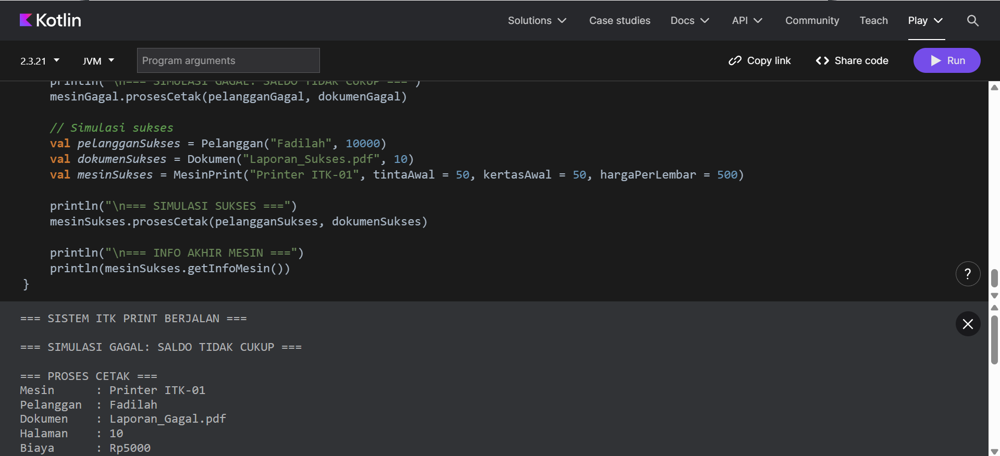 Kotlin
Solutions Case studies Docs API Community Teach Play
2.3.21 JVM Program arguments Copy link Share code Run
println("\n=== SIMULASI GAGAL: SALDO TIDAK CUKUP ===")
mesinGagal.prosesCetak(pelangganGagal, dokumenGagal)
// Simulasi sukses
val pelangganSukses = Pelanggan("Fadilah", 10000)
val dokumenSukses = Dokumen("Laporan_Sukses.pdf", 10)
val mesinSukses = MesinPrint("Printer ITK-01", tintaAwal = 50, kertasAwal = 50, hargaPerLembar = 500)
println("\n=== SIMULASI SUKSES ===")
mesinSukses.prosesCetak(pelangganSukses, dokumenSukses)
println("\n=== INFO AKHIR MESIN ===")
println(mesinSukses.getInfoMesin())
}
?
=== SISTEM ITK PRINT BERJALAN ===
=== SIMULASI GAGAL: SALDO TIDAK CUKUP ===
=== PROSES CETAK ===
Mesin : Printer ITK-01
Pelanggan : Fadilah
Dokumen : Laporan_Gagal.pdf
Halaman : 10
Biaya : Rp5000